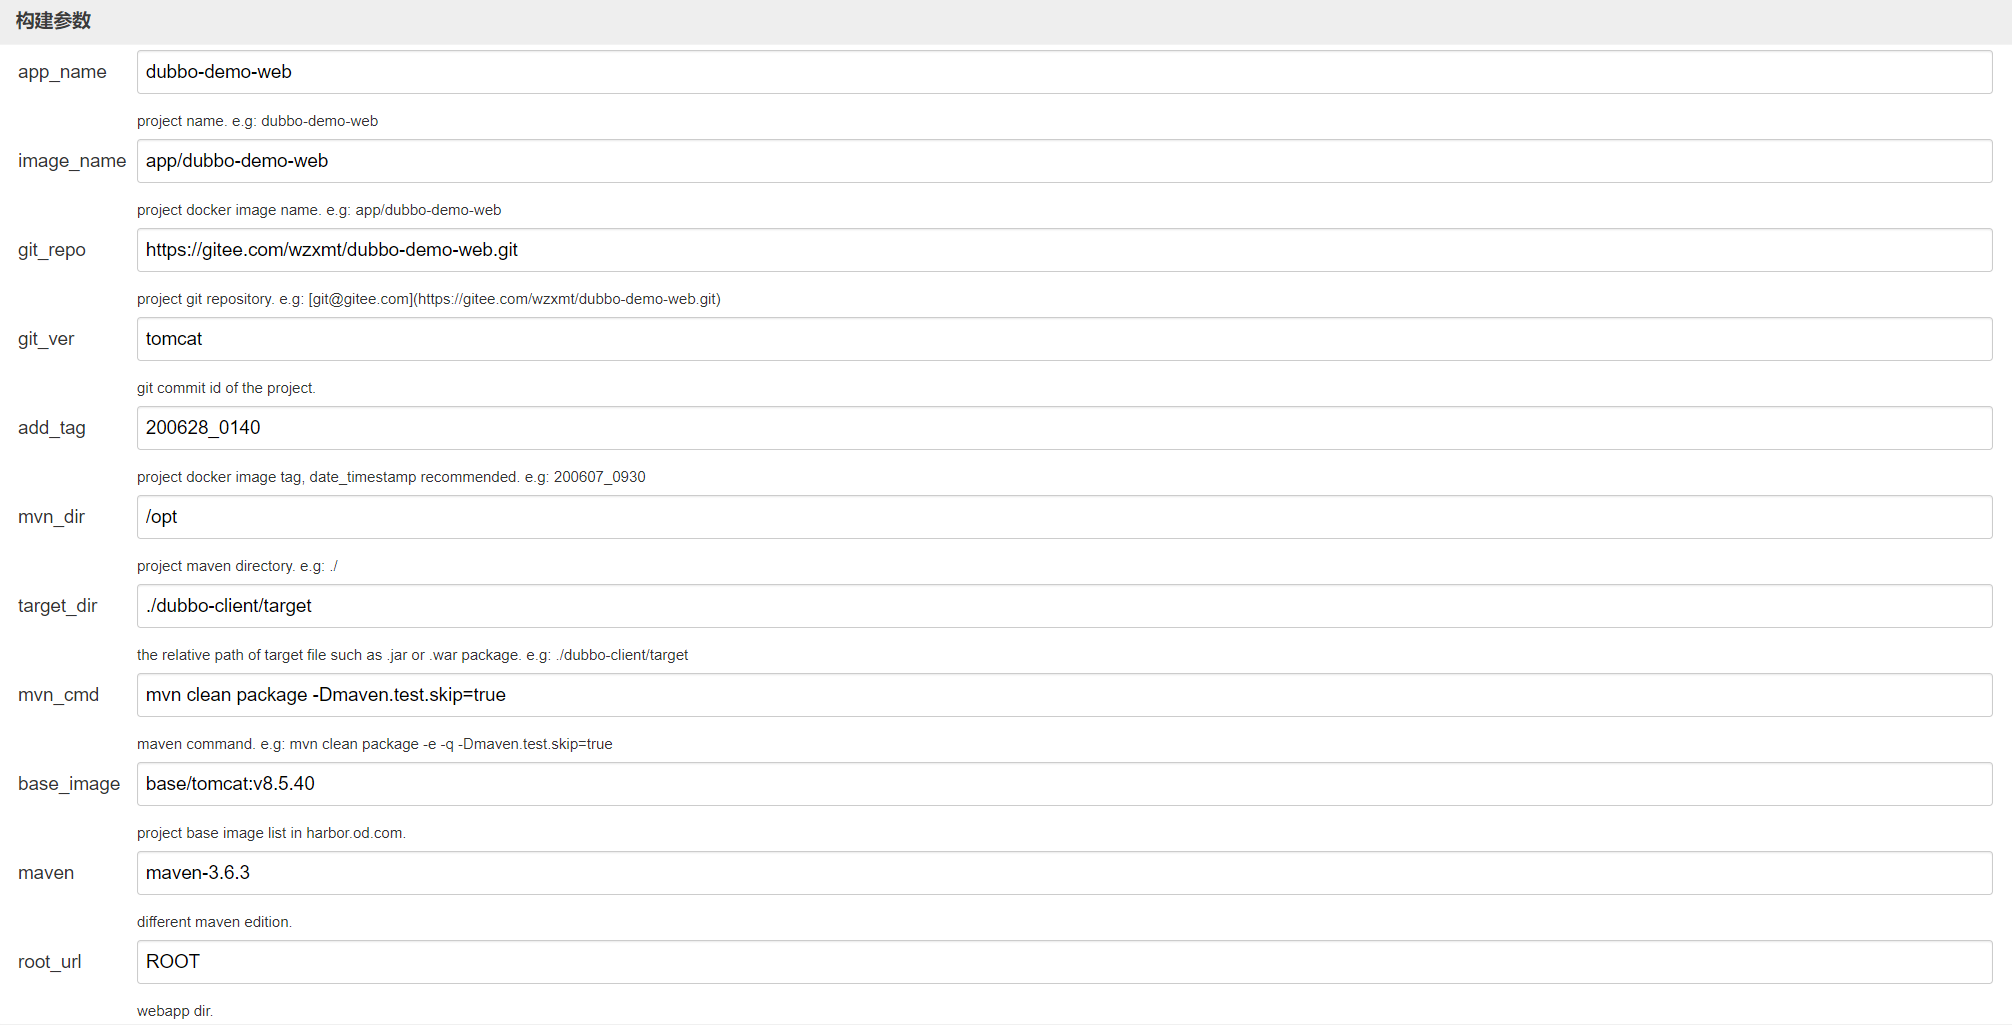 构建参数
app_name dubbo-demo-web
project name. e.g: dubbo-demo-web
image_name app/dubbo-demo-web
project docker image name. e.g: app/dubbo-demo-web
git_repo https://gitee.com/wzxmt/dubbo-demo-web.git
project git repository. e.g: [git@gitee.com](https://gitee.com/wzxmt/dubbo-demo-web.git)
git_ver tomcat
git commit id of the project.
add_tag 200628_0140
project docker image tag, date_timestamp recommended. e.g: 200607_0930
mvn_dir /opt
project maven directory. e.g: ./
target_dir ./dubbo-client/target
the relative path of target file such as .jar or .war package. e.g: ./dubbo-client/target
mvn_cmd mvn clean package -Dmaven.test.skip=true
maven command. e.g: mvn clean package -e -q -Dmaven.test.skip=true
base_image base/tomcat:v8.5.40
project base image list in harbor.od.com.
maven maven-3.6.3
different maven edition.
root_url ROOT
webapp dir.